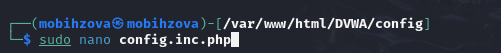 ┌──(mobihzova㉿mobihzova)-[/var/www/html/DVWA/config]
└─$ sudo nano config.inc.php